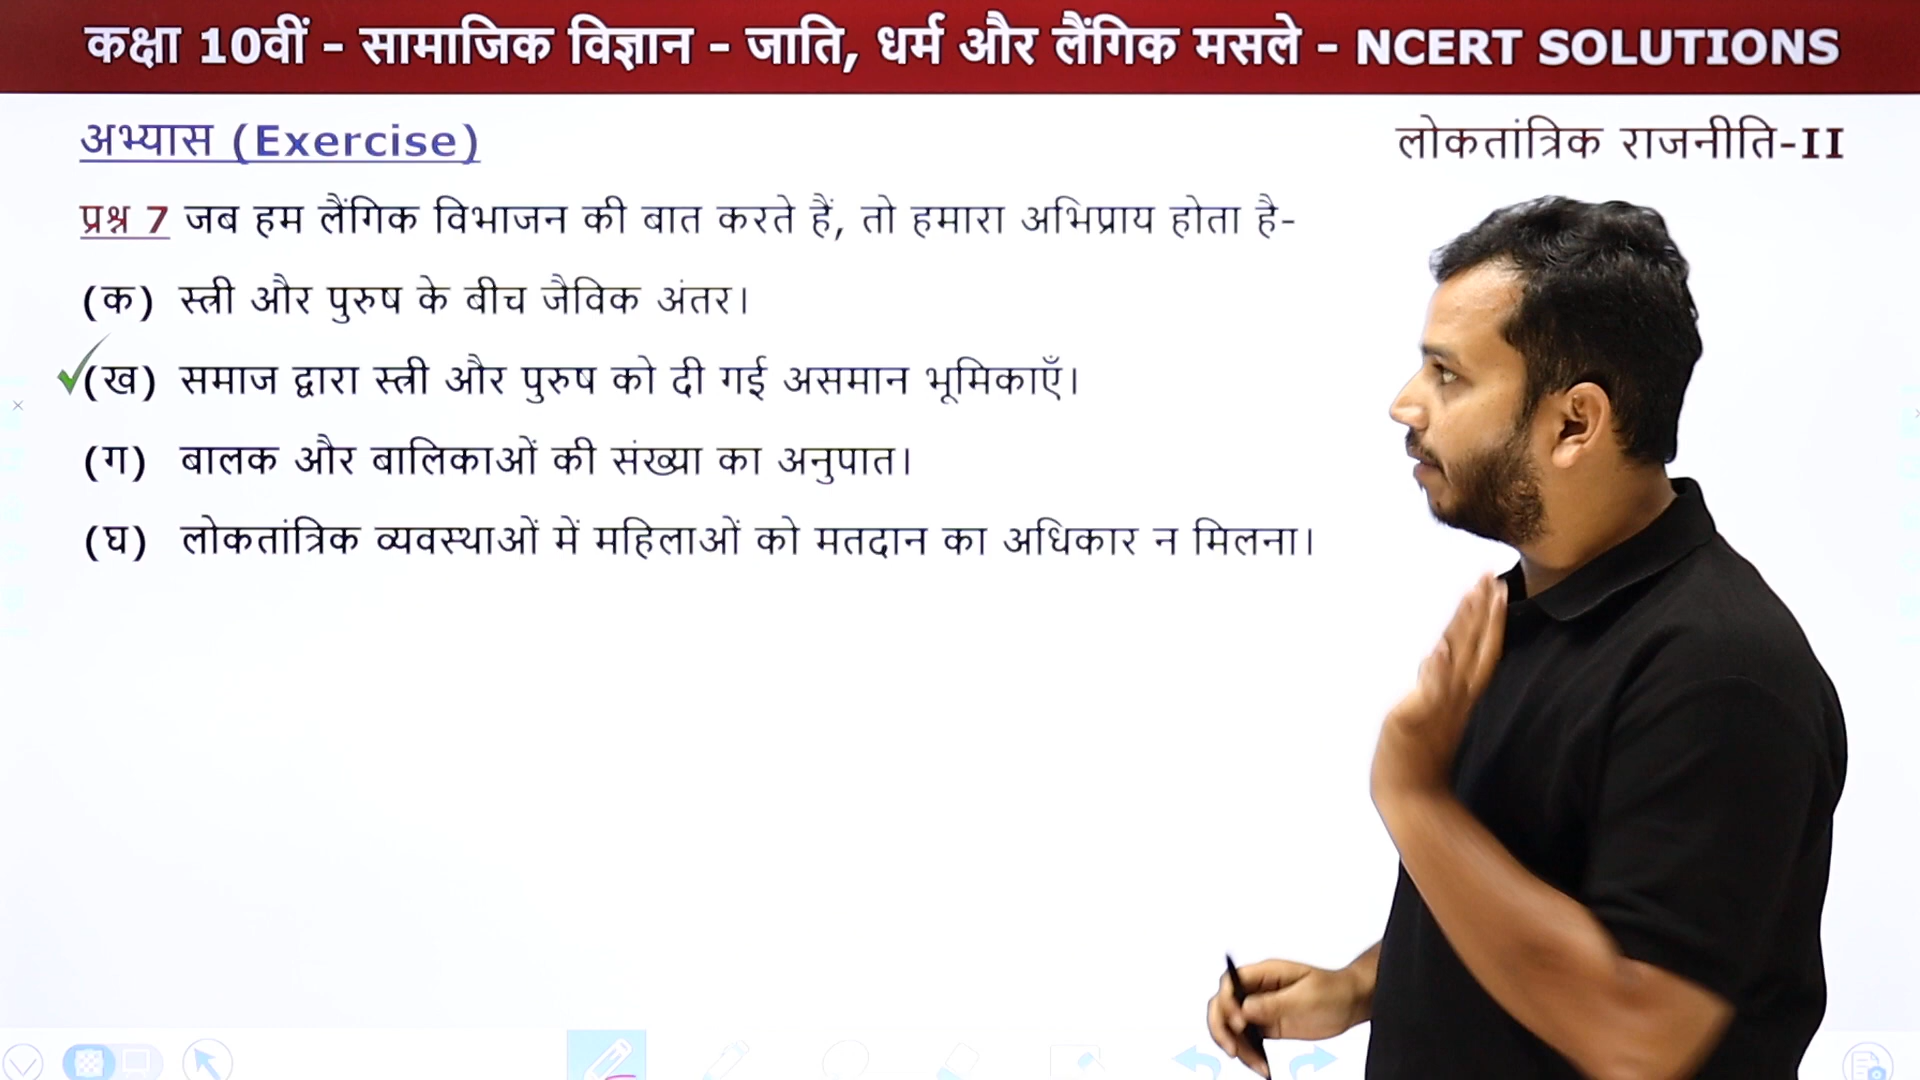 कक्षा 10वीं – सामाजिक विज्ञान – जाति, धर्म और लैंगिक मसले – NCERT SOLUTIONS
अभ्यास (Exercise)
लोकतांत्रिक राजनीति-II
प्रश्न 7 जब हम लैंगिक विभाजन की बात करते हैं, तो हमारा अभिप्राय होता है-
(क) स्त्री और पुरुष के बीच जैविक अंतर।
(ख) समाज द्वारा स्त्री और पुरुष को दी गई असमान भूमिकाएँ।
(ग) बालक और बालिकाओं की संख्या का अनुपात।
(घ) लोकतांत्रिक व्यवस्थाओं में महिलाओं को मतदान का अधिकार न मिलना।